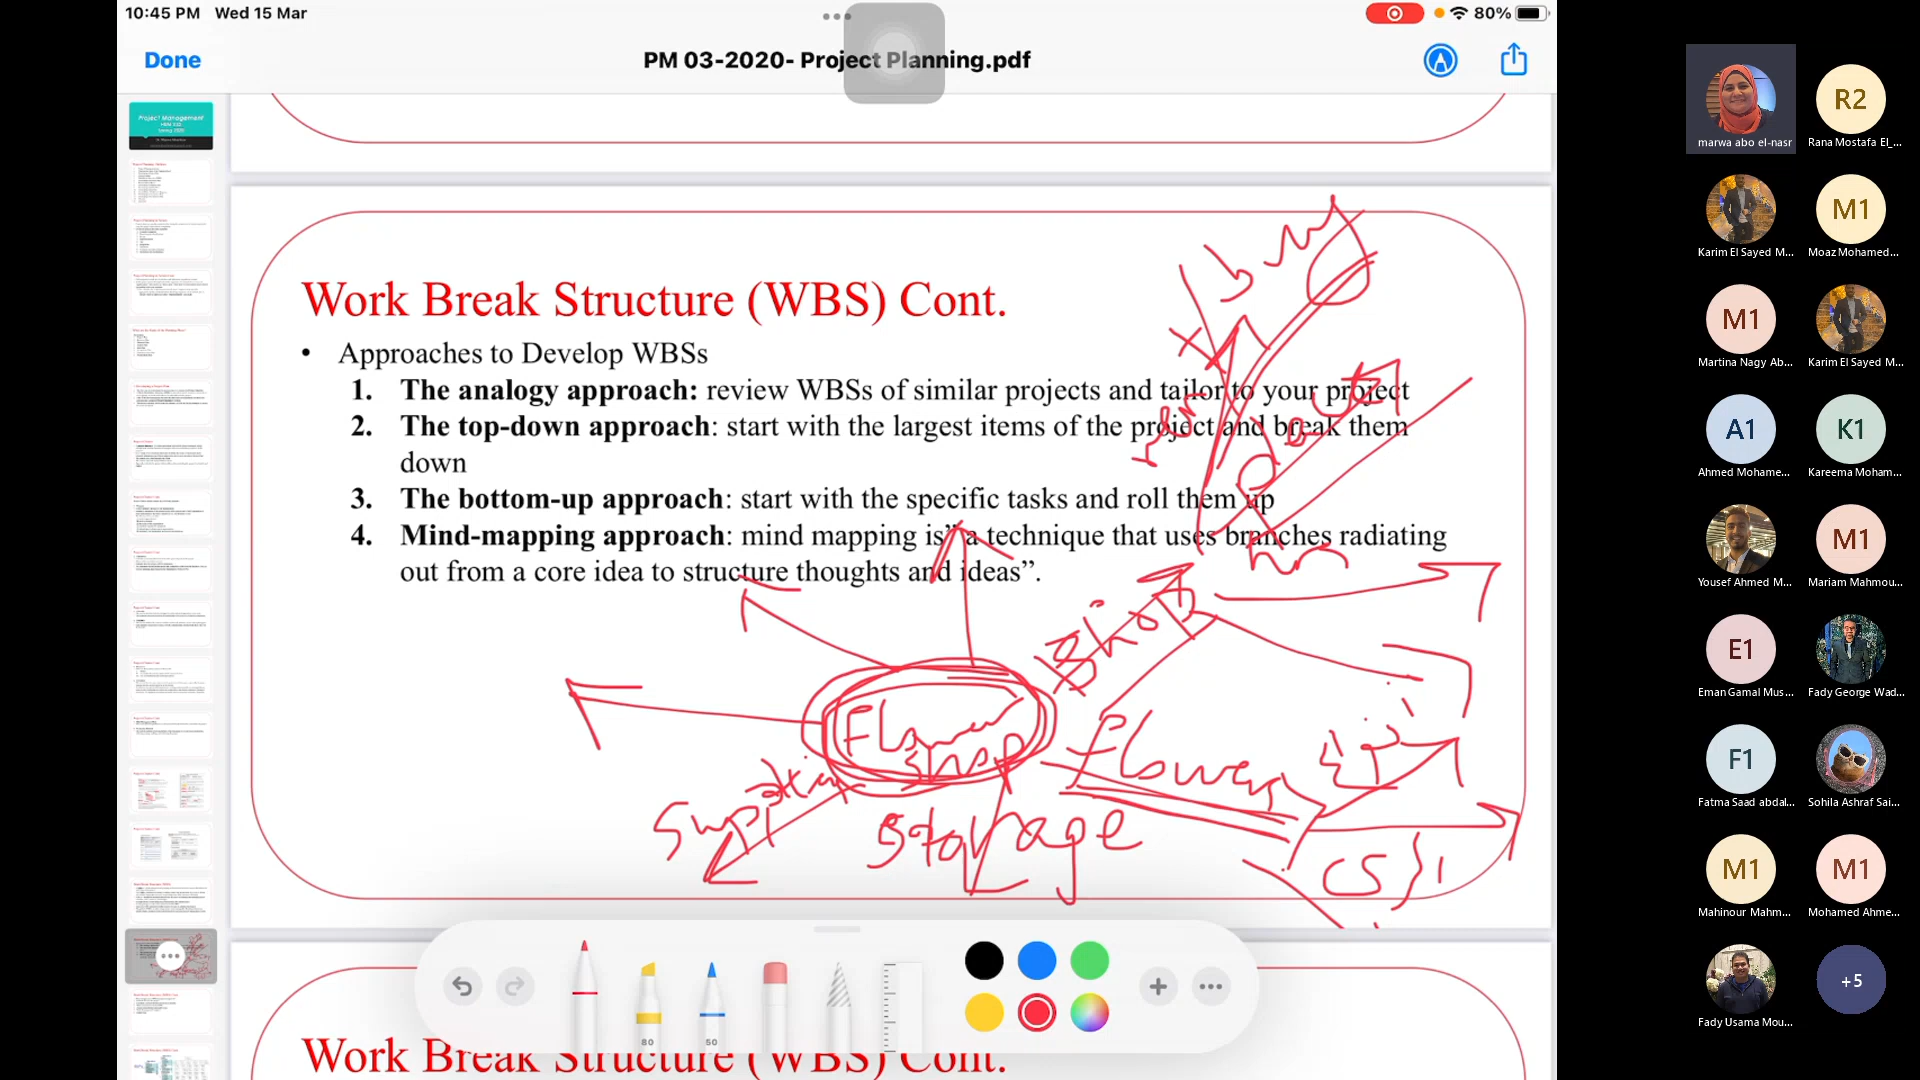 10:45 PM Wed 15 Mar
80%
Done
PM 03-2020- Project Planning.pdf
Project Management
Work Break Structure (WBS) Cont.
• Approaches to Develop WBSs
1. The analogy approach: review WBSs of similar projects and tailor to your project
2. The top-down approach: start with the largest items of the project and break them
down
3. The bottom-up approach: start with the specific tasks and roll them up
4. Mind-mapping approach: mind mapping is” a technique that uses branches radiating
out from a core idea to structure thoughts and ideas”.
Shop
Flower
Shop
Flowers
Storage
80
50
Work Break Structure (WBS) Cont.
marwa abo el-nasr
R2
Rana Mostafa El_...
Karim El Sayed M...
M1
Moaz Mohamed...
M1
Martina Nagy Ab...
Karim El Sayed M...
A1
Ahmed Mohame...
K1
Kareema Moham...
Yousef Ahmed M...
M1
Mariam Mahmou...
E1
Eman Gamal Mus...
Fady George Wad...
F1
Fatma Saad abdal...
Sohila Ashraf Sai...
M1
Mahinour Mahm...
M1
Mohamed Ahme...
Fady Usama Mou...
+5